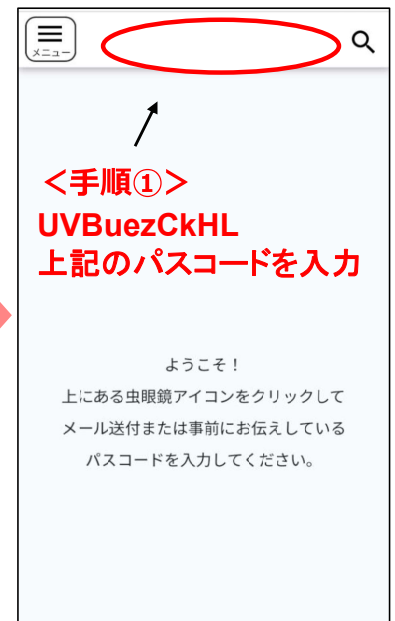 メニュー
＜手順①＞
UVBuezCkHL
上記のパスコードを入力
ようこそ！
上にある虫眼鏡アイコンをクリックして
メール送付または事前にお伝えしている
パスコードを入力してください。